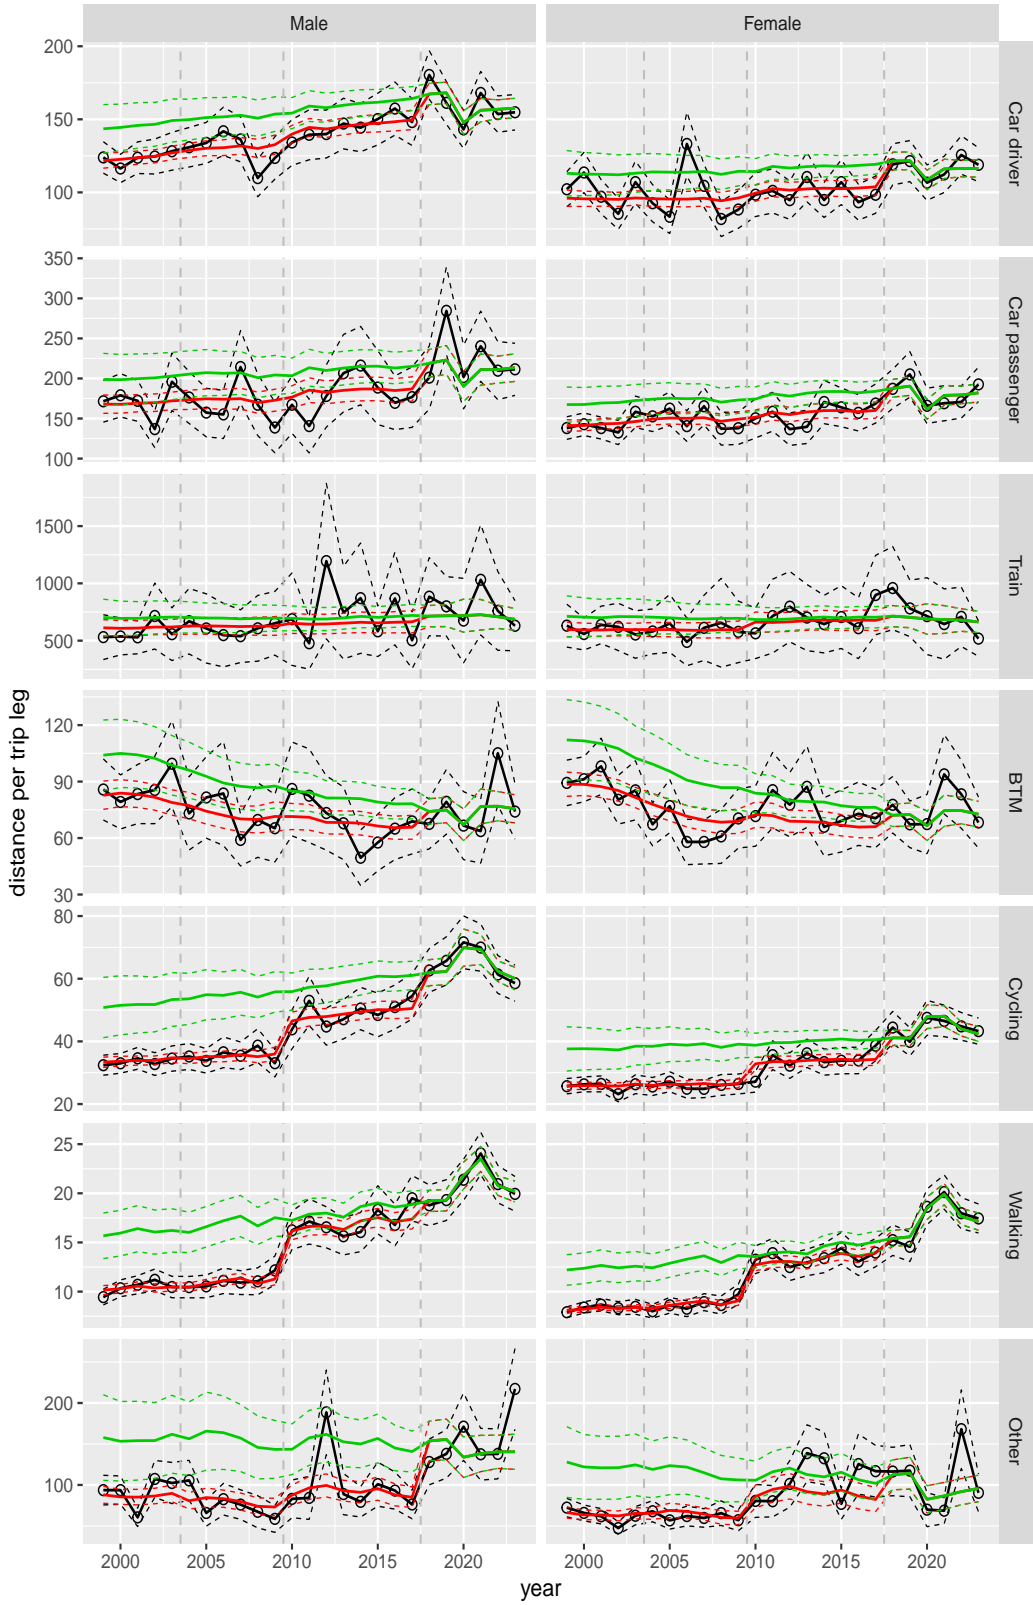 Male Female
200
150
100
Car driver
350
300
250
200
150
100
Car passenger
1500
1000
500
Train
120
90
60
30
BTM
80
60
40
20
Cycling
25
20
15
10
Walking
200
100
Other
2000 2005 2010 2015 2020 2000 2005 2010 2015 2020
year
distance per trip leg